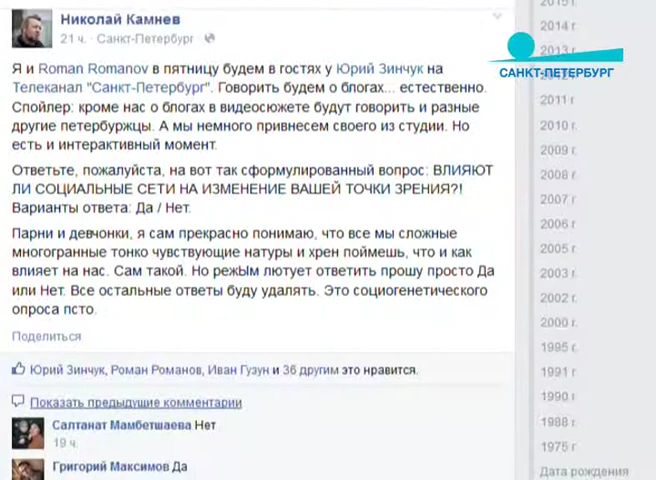 Николай Камнев
21 ч. · Санкт-Петербург ·
Я и Roman Romanov в пятницу будем в гостях у Юрий Зинчук на
Телеканал "Санкт-Петербург". Говорить будем о блогах... естественно.
Спойлер: кроме нас о блогах в видеосюжете будут говорить и разные
другие петербуржцы. А мы немного привнесем своего из студии. Но
есть и интерактивный момент.
Ответьте, пожалуйста, на вот так сформулированный вопрос: ВЛИЯЮТ
ЛИ СОЦИАЛЬНЫЕ СЕТИ НА ИЗМЕНЕНИЕ ВАШЕЙ ТОЧКИ ЗРЕНИЯ?!
Варианты ответа: Да / Нет.
Парни и девчонки, я сам прекрасно понимаю, что все мы сложные
многогранные тонко чувствующие натуры и хрен поймешь, что и как
влияет на нас. Сам такой. Но режЫм лютует ответить прошу просто Да
или Нет. Все остальные ответы буду удалять. Это социогенетического
опроса псто.
Поделиться
Юрий Зинчук, Роман Романов, Иван Гузун и 36 другим это нравится.
Показать предыдущие комментарии
Салтанат Мамбетшаева Нет
19 ч.
Григорий Максимов Да
САНКТ-ПЕТЕРБУРГ
2015 г.
2014 г.
2013 г.
2011 г.
2010 г.
2009 г.
2008 г.
2007 г.
2006 г.
2005 г.
2003 г.
2002 г.
2000 г.
1995 г.
1991 г.
1990 г.
1988 г.
1975 г.
Дата рождения